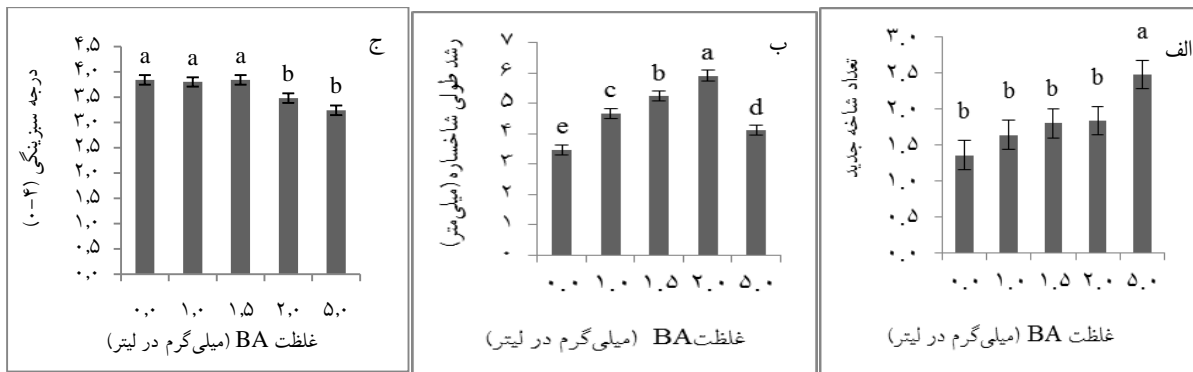 الف
تعداد شاخه جدید
۳.۰
۲.۵
۲.۰
۱.۵
۱.۰
۰.۵
۰.۰
b b b b a
۰.۰ ۱.۰ ۱.۵ ۲.۰ ۵.۰
غلظت BA (میلی‌گرم در لیتر)
ب
رشد طولی شاخساره (میلی‌متر)
۷
۶
۵
۴
۳
۲
۱
۰
e c b a d
۰.۰ ۱.۰ ۱.۵ ۲.۰ ۵.۰
غلظتBA (میلی‌گرم در لیتر)
ج
درجه سبزینگی (۴-۰)
۴,۵
۴,۰
۳,۵
۳,۰
۲,۵
۲,۰
۱,۵
۱,۰
۰,۵
۰,۰
a a a b b
۰,۰ ۱,۰ ۱,۵ ۲,۰ ۵,۰
غلظت BA (میلی‌گرم در لیتر)